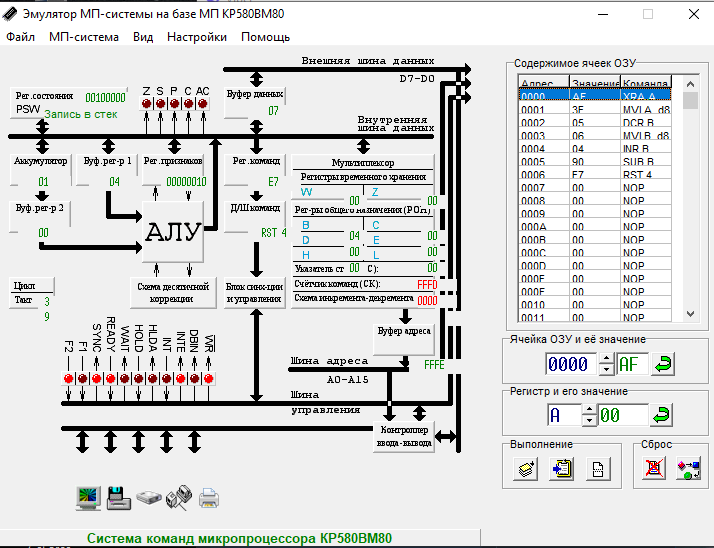 Эмулятор МП-системы на базе МП КР580ВМ80
Файл МП-система Вид Настройки Помощь
Внешняя шина данных
D7-D0
Рег.состояния
PSW
00100000
Запись в стек
Z S P C AC
Буфер данных
07
Внутренняя
шина данных
Аккумулятор
01
Буф.рег-р 1
04
Рег.признаков
00000010
Рег.команд
E7
Мультиплексор
Регистры временного хранения
W 00 Z 00
Буф.рег-р 2
00
АЛУ
Д/Ш команд
RST 4
Рег-ры общего назначения (РОН)
B 04 C 00
D 00 E 00
H 00 L 00
Указатель ст С):
FFFD
Счётчик команд (СК):
0000
Схема инкремента-декремента
Цикл 3
Такт 9
Схема десятичной
коррекции
Блок синх-ции
и управления
Буфер адреса
FFFE
F2 F1 SYNC READY WAIT HOLD HLDA INT INTE DBIN WR
Шина адреса
A0-A15
Шина
управления
Контроллер
ввода-вывода
Система команд микропроцессора КР580ВМ80
Содержимое ячеек ОЗУ
Адрес Значение Команда
0000 AF XRA A
0001 3E MVI A, d8
0002 05 DCR B
0003 06 MVI B, d8
0004 04 INR B
0005 90 SUB B
0006 E7 RST 4
0007 00 NOP
0008 00 NOP
0009 00 NOP
000A 00 NOP
000B 00 NOP
000C 00 NOP
000D 00 NOP
000E 00 NOP
000F 00 NOP
0010 00 NOP
0011 00 NOP
Ячейка ОЗУ и её значение
0000 AF
Регистр и его значение
A 00
Выполнение
Сброс